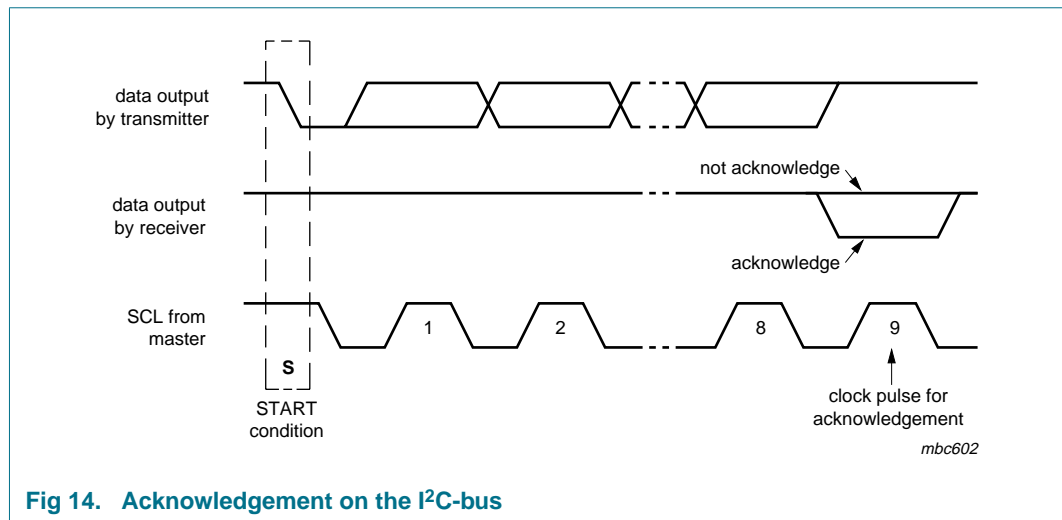 data output
by transmitter
not acknowledge
data output
by receiver
acknowledge
SCL from
master
1
2
8
9
S
START
condition
clock pulse for
acknowledgement
mbc602
Fig 14. Acknowledgement on the I²C-bus